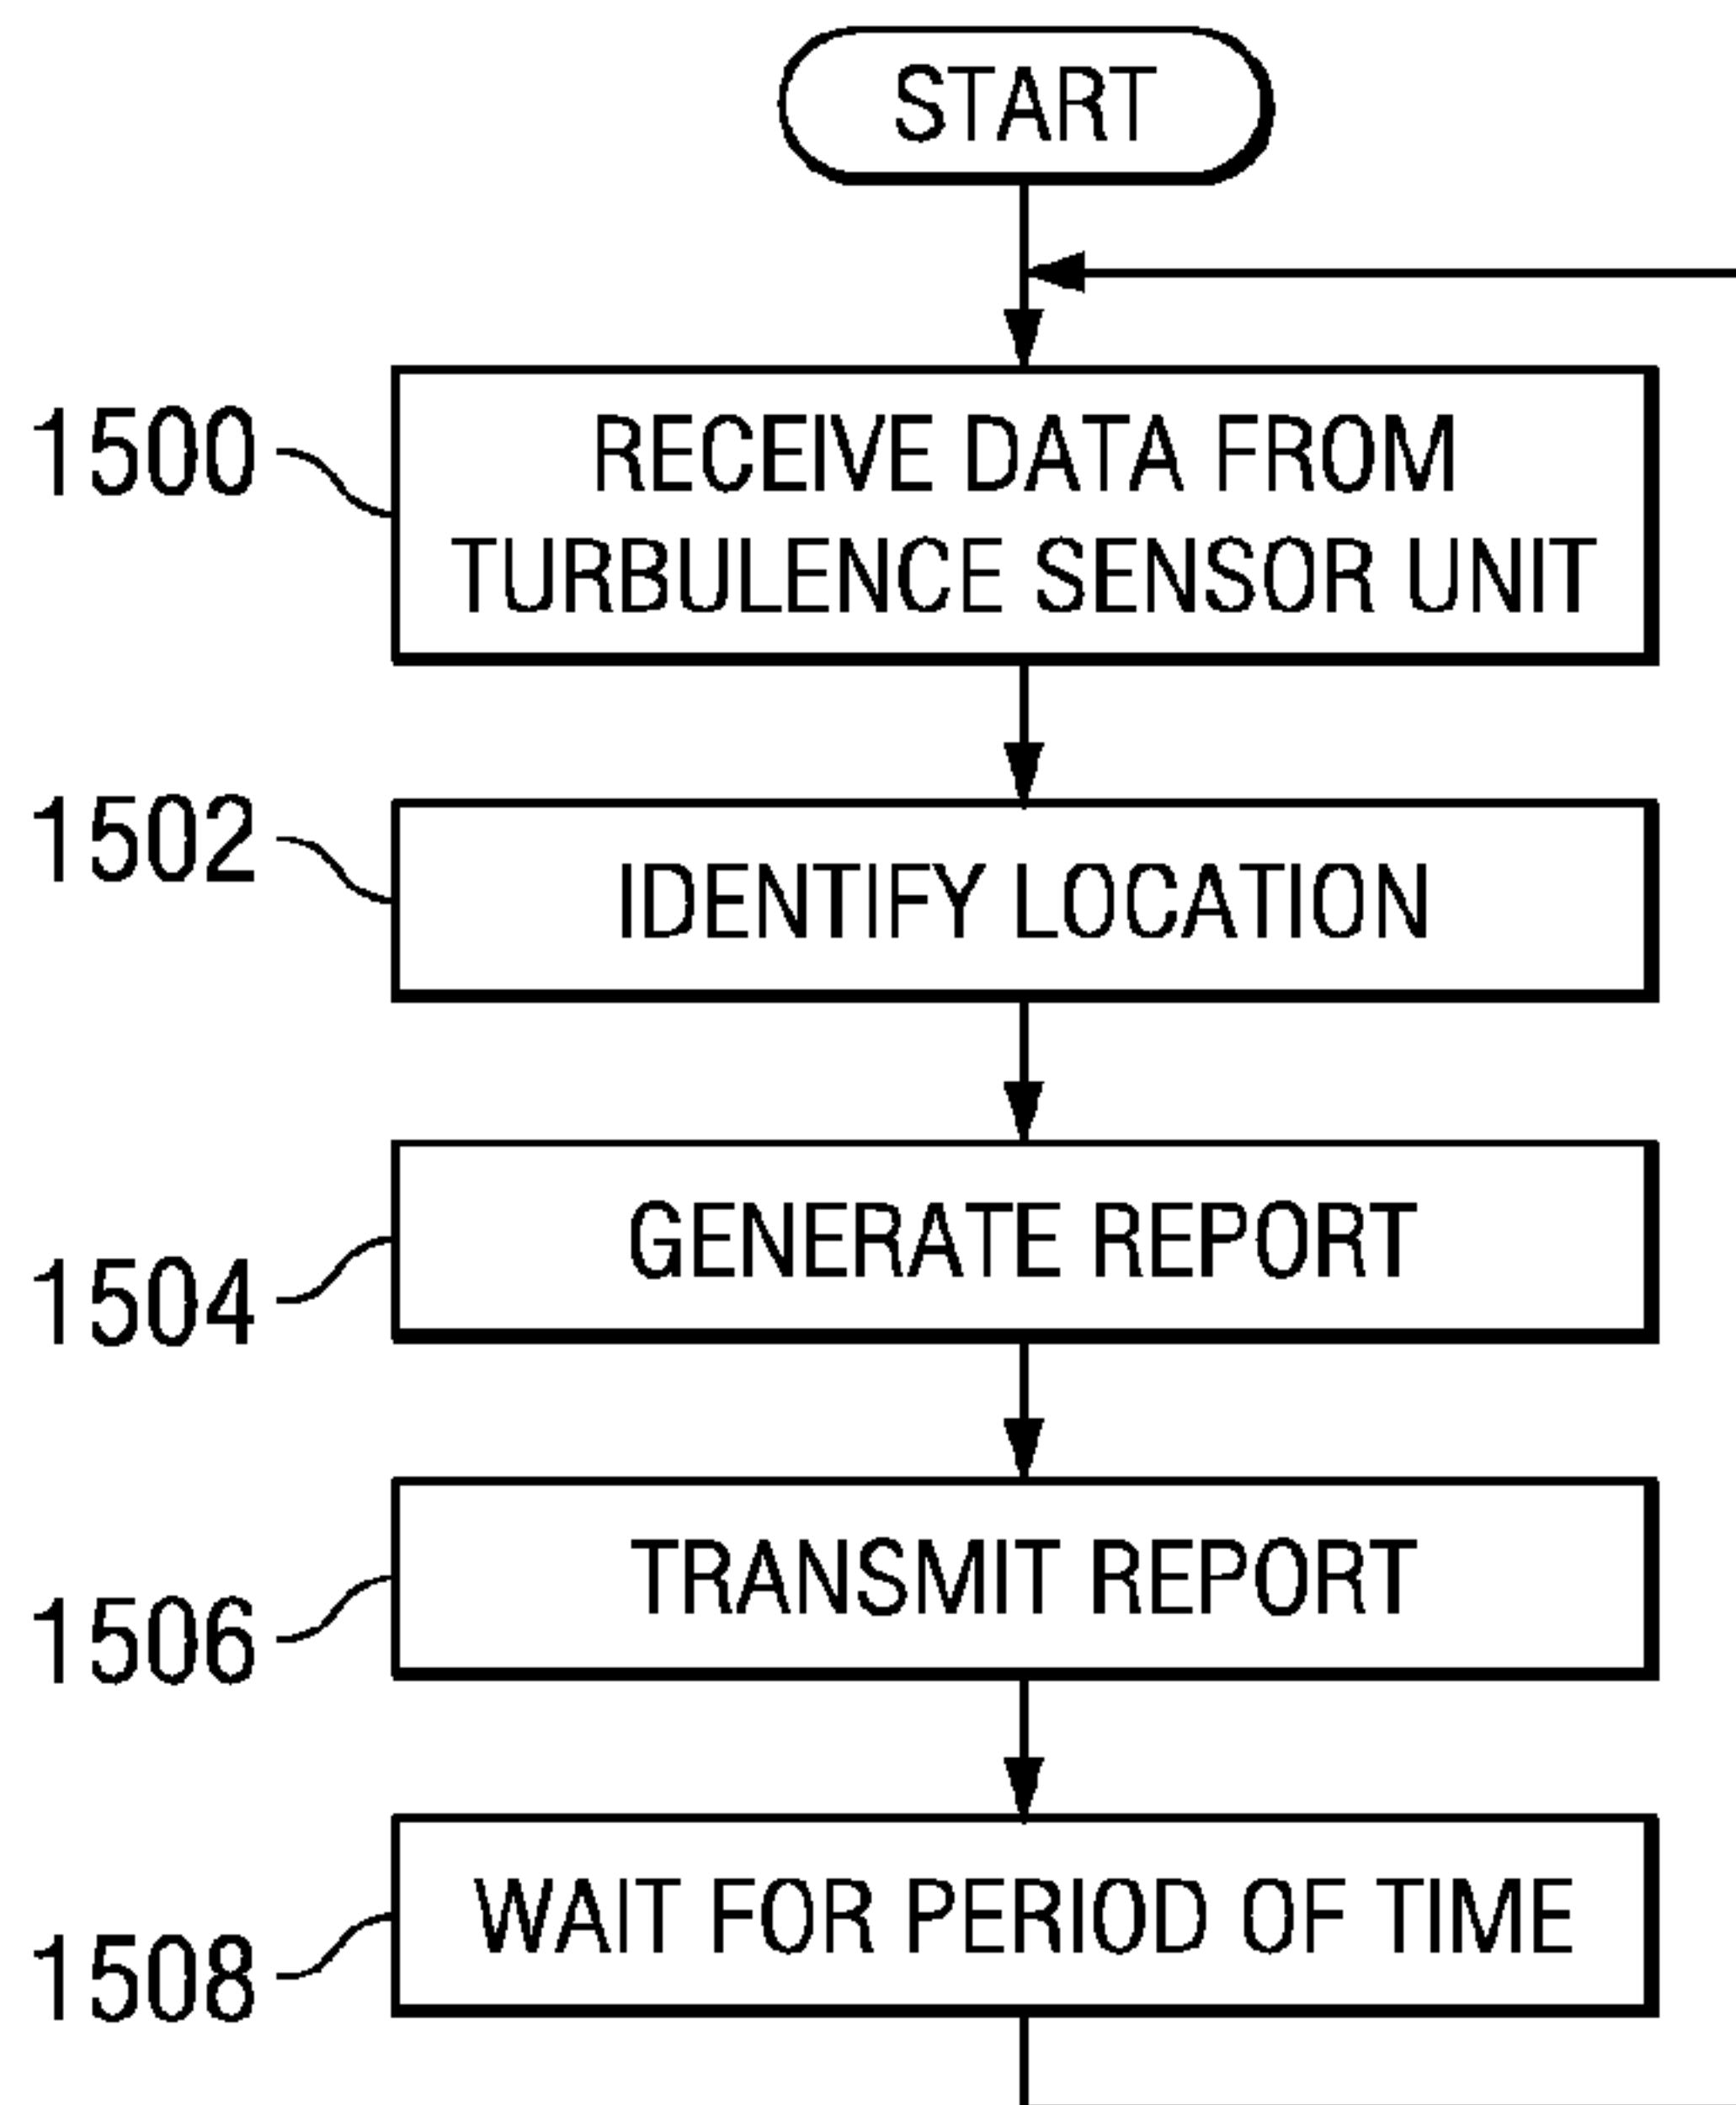 START
1500
RECEIVE DATA FROM
TURBULENCE SENSOR UNIT
1502
IDENTIFY LOCATION
GENERATE REPORT
1504
TRANSMIT REPORT
1506
WAIT FOR PERIOD OF TIME
1508